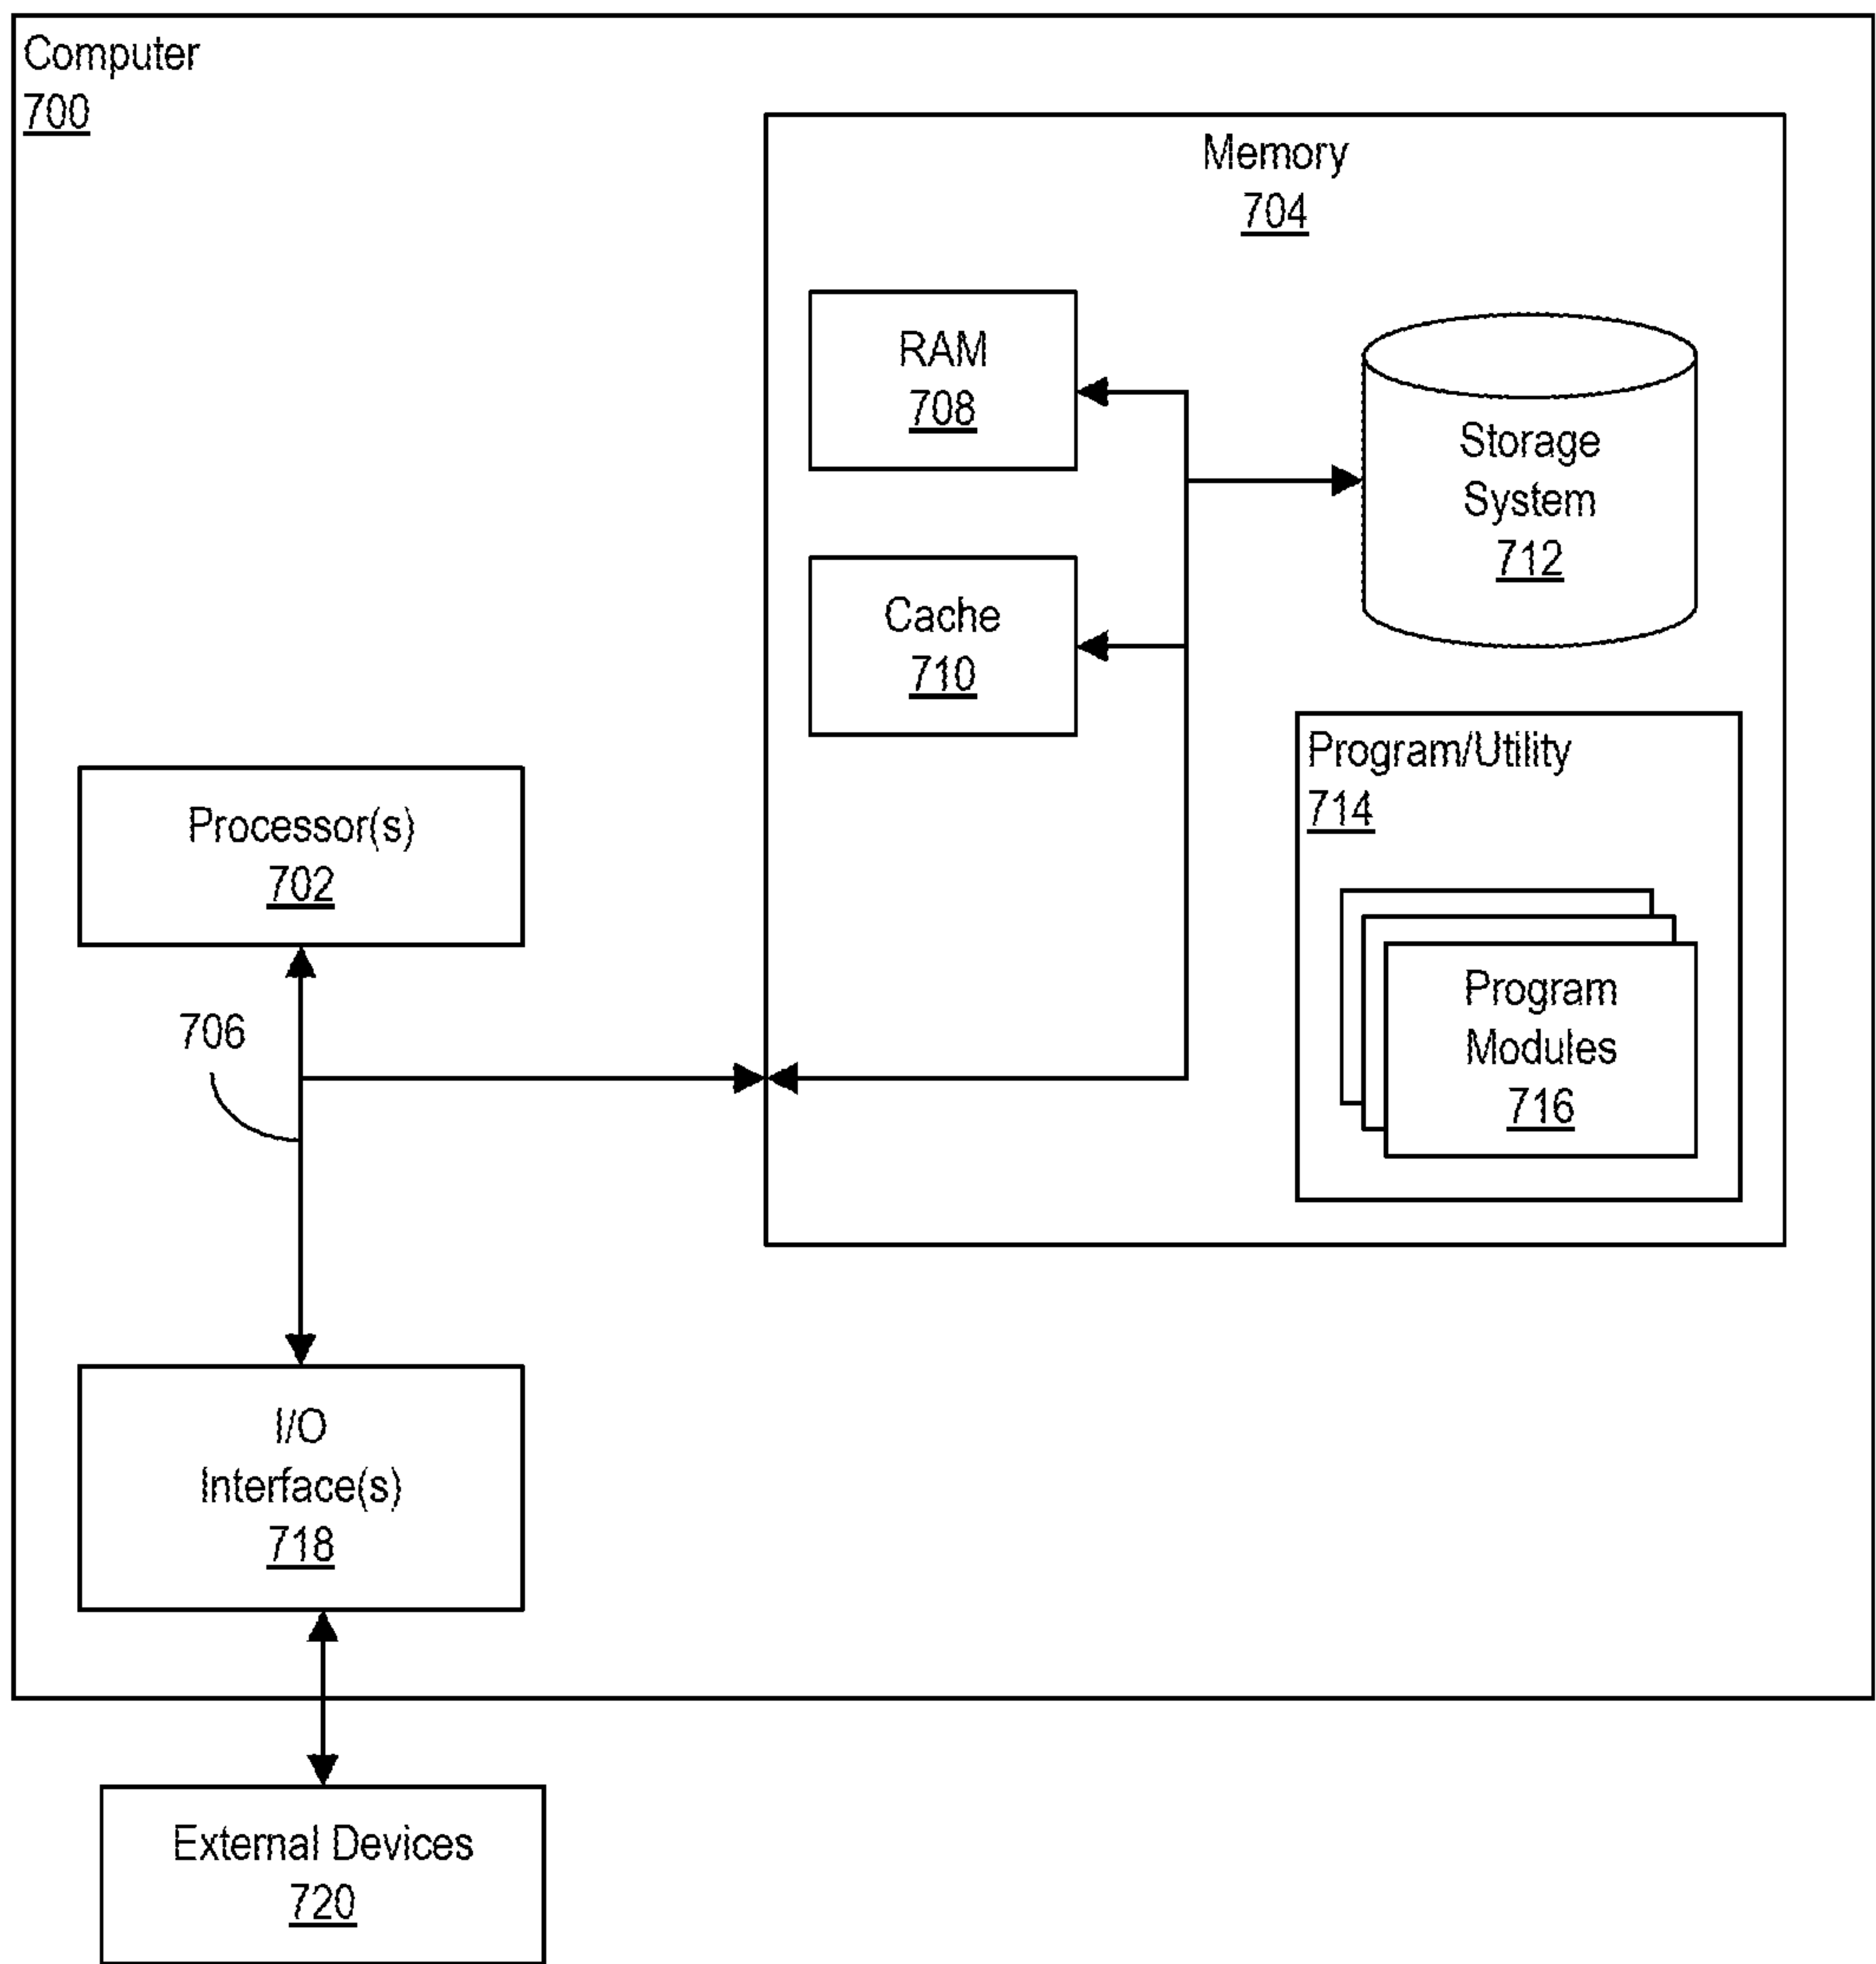 Computer
700
Memory
704
RAM
708
Storage
System
712
Cache
710
Program/Utility
714
Processor(s)
702
Program
Modules
716
706
I/O
Interface(s)
718
External Devices
720